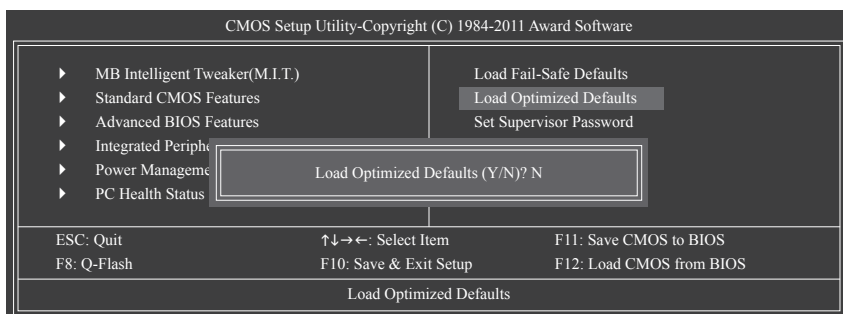 CMOS Setup Utility-Copyright (C) 1984-2011 Award Software
MB Intelligent Tweaker(M.I.T.)
Standard CMOS Features
Advanced BIOS Features
Integrated Periphe
Power Manageme
PC Health Status
Load Fail-Safe Defaults
Load Optimized Defaults
Set Supervisor Password
Load Optimized Defaults (Y/N)? N
ESC: Quit ↑↓→←: Select Item F11: Save CMOS to BIOS
F8: Q-Flash F10: Save & Exit Setup F12: Load CMOS from BIOS
Load Optimized Defaults